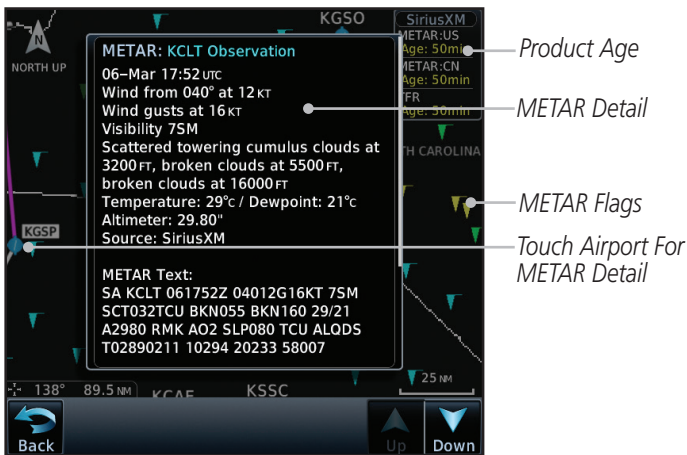 KGSO
SiriusXM
METAR:US
Age: 50min
METAR:CN
Age: 50min
TFR
Age: 50min
N
NORTH UP
METAR: KCLT Observation
06–Mar 17:52 UTC
Wind from 040° at 12 KT
Wind gusts at 16 KT
Visibility 7SM
Scattered towering cumulus clouds at
3200 FT, broken clouds at 5500 FT,
broken clouds at 16000 FT
Temperature: 29°C / Dewpoint: 21°C
Altimeter: 29.80"
Source: SiriusXM
METAR Text:
SA KCLT 061752Z 04012G16KT 7SM
SCT032TCU BKN055 BKN160 29/21
A2980 RMK AO2 SLP080 TCU ALQDS
T02890211 10294 20233 58007
TH CAROLINA
KGSP
138° 89.5 NM
KCAE
KSSC
25 NM
Back
Up
Down
Product Age
METAR Detail
METAR Flags
Touch Airport For
METAR Detail